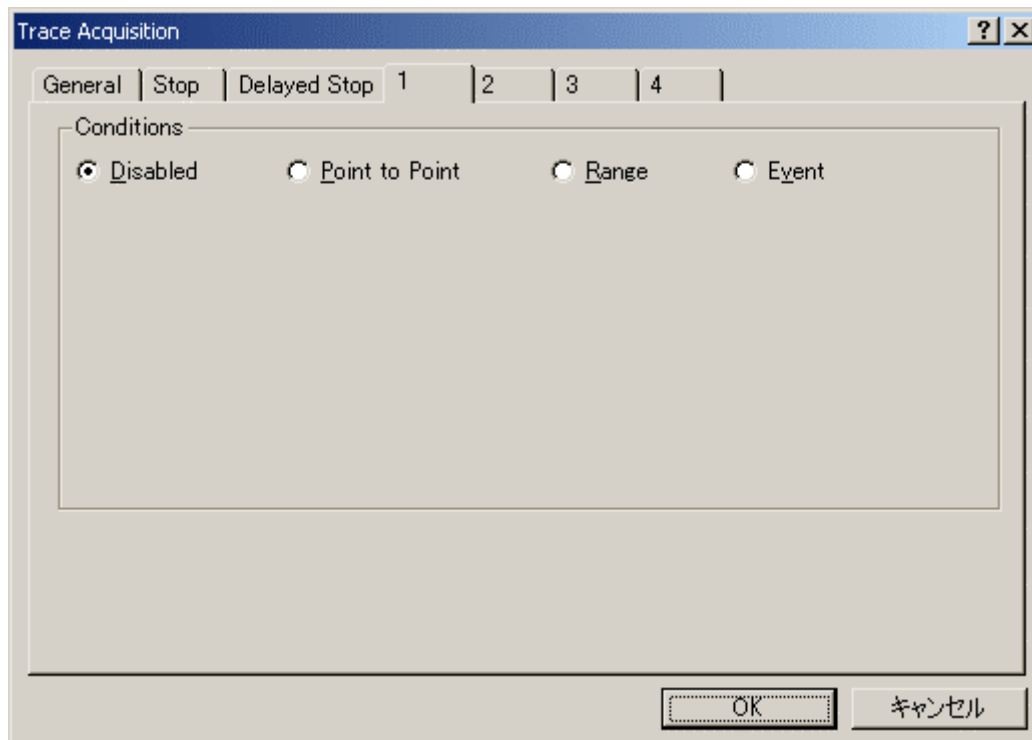 Trace Acquisition
General Stop Delayed Stop 1 2 3 4
Conditions
Disabled Point to Point Range Event
OK キャンセル